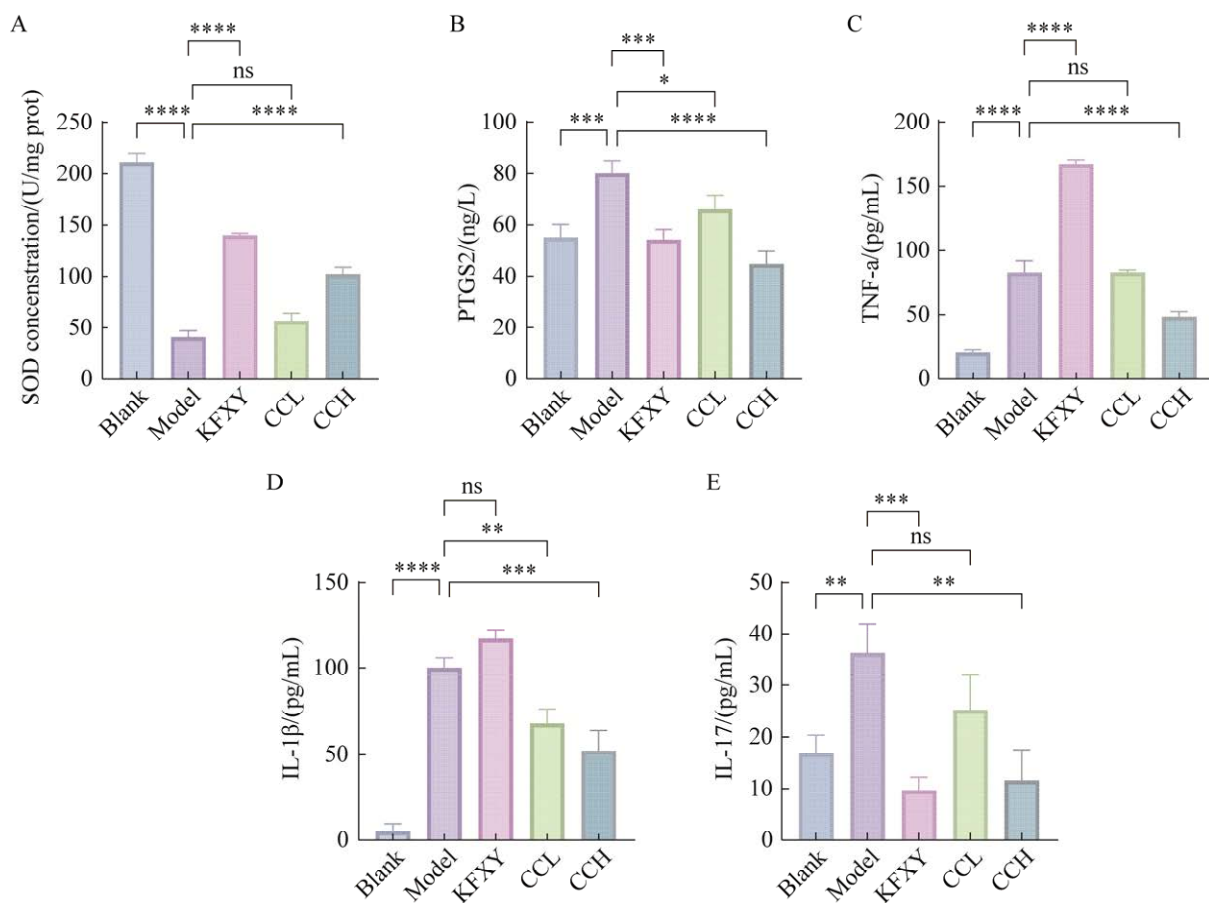 A
****
ns
****
****
SOD concentration/(U/mg prot)
250
200
150
100
50
0
Blank
Model
KFXY
CCL
CCH
B
***
*
***
****
PTGS2/(ng/L)
100
80
60
40
20
0
Blank
Model
KFXY
CCL
CCH
C
****
ns
****
****
TNF-a/(pg/mL)
200
150
100
50
0
Blank
Model
KFXY
CCL
CCH
D
ns
**
****
***
IL-1β/(pg/mL)
150
100
50
0
Blank
Model
KFXY
CCL
CCH
E
***
ns
**
**
IL-17/(pg/mL)
50
40
30
20
10
0
Blank
Model
KFXY
CCL
CCH